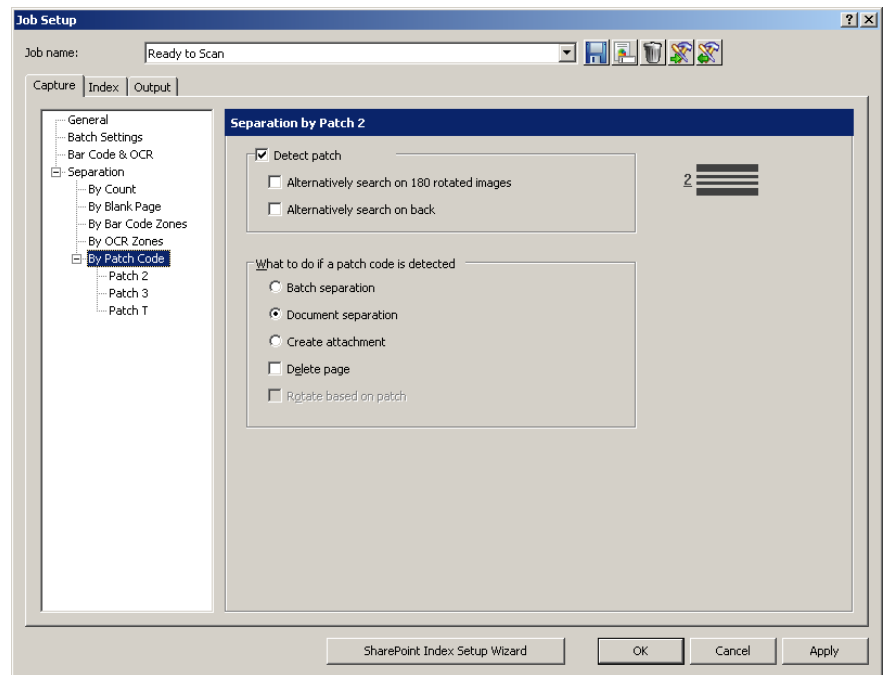 Job Setup
Job name: Ready to Scan
Capture Index Output
General
Batch Settings
Bar Code & OCR
Separation
By Count
By Blank Page
By Bar Code Zones
By OCR Zones
By Patch Code
Patch 2
Patch 3
Patch T
Separation by Patch 2
Detect patch
Alternatively search on 180 rotated images
Alternatively search on back
2
What to do if a patch code is detected
Batch separation
Document separation
Create attachment
Delete page
Rotate based on patch
SharePoint Index Setup Wizard OK Cancel Apply